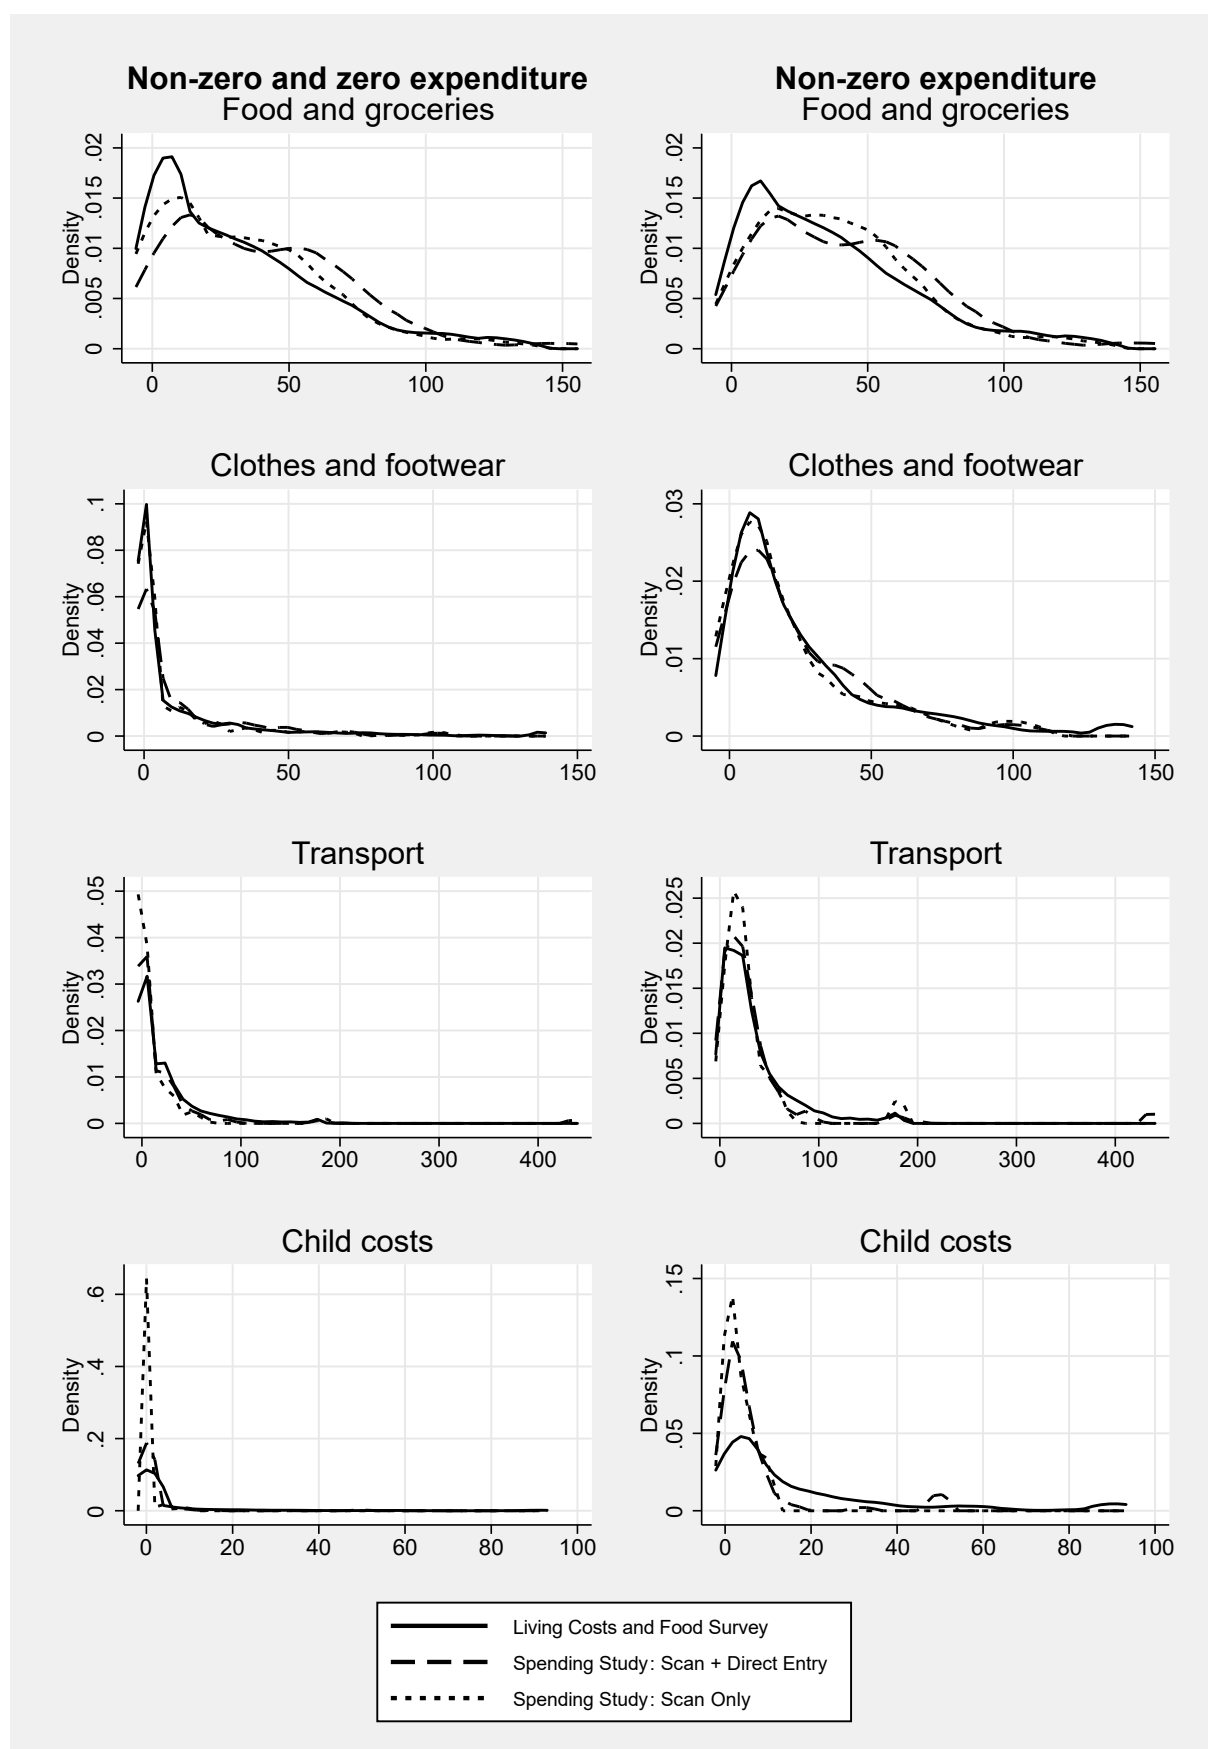 Non-zero and zero expenditure
Food and groceries
Density
0 .005 .01 .015 .02
0 50 100 150
Non-zero expenditure
Food and groceries
Density
0 .005 .01 .015 .02
0 50 100 150
Clothes and footwear
Density
0 .02 .04 .06 .08 .1
0 50 100 150
Clothes and footwear
Density
0 .01 .02 .03
0 50 100 150
Transport
Density
0 .01 .02 .03 .04 .05
0 100 200 300 400
Transport
Density
0 .005 .01 .015 .02 .025
0 100 200 300 400
Child costs
Density
0 .2 .4 .6
0 20 40 60 80 100
Child costs
Density
0 .05 .1 .15
0 20 40 60 80 100
Living Costs and Food Survey
Spending Study: Scan + Direct Entry
Spending Study: Scan Only